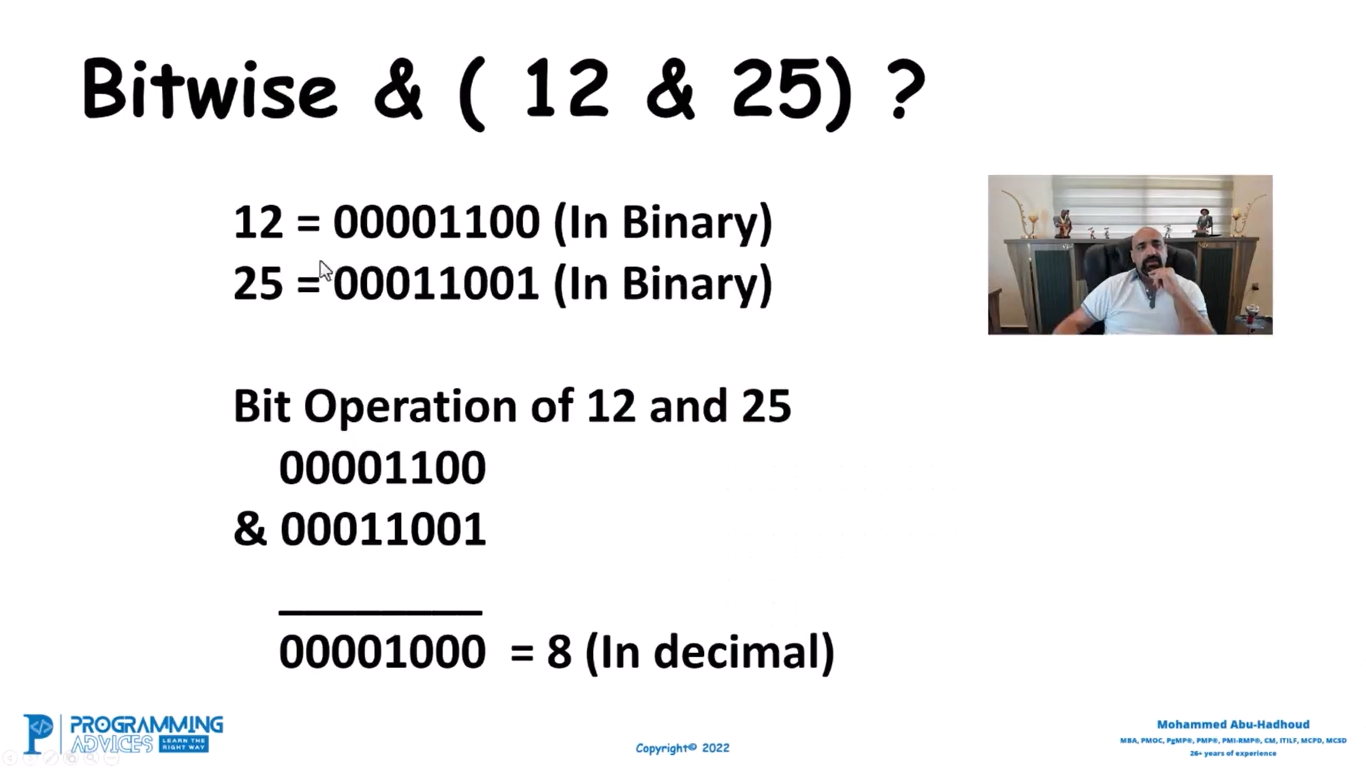 Bitwise & ( 12 & 25) ?
12 = 00001100 (In Binary)
25 = 00011001 (In Binary)
Bit Operation of 12 and 25
00001100
& 00011001
________
00001000 = 8 (In decimal)
PROGRAMMING
ADVICES LEARN THE RIGHT WAY
Copyright© 2022
Mohammed Abu-Hadhoud
MBA, PMOC, PgMP®, PMP®, PMI-RMP®, CM, ITILF, MCPD, MCSD
26+ years of experience